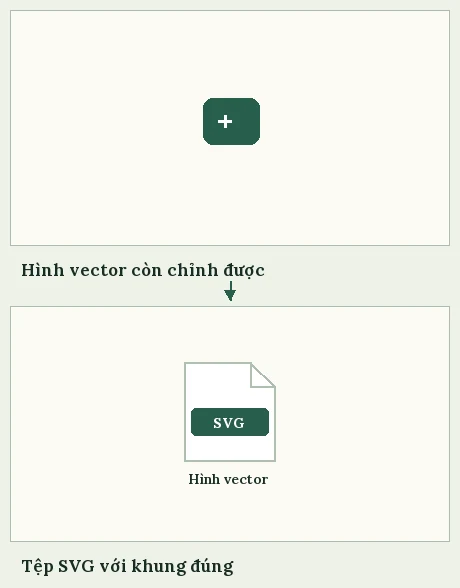 +
Hình vector còn chỉnh được
SVG
Hình vector
Tệp SVG với khung đúng